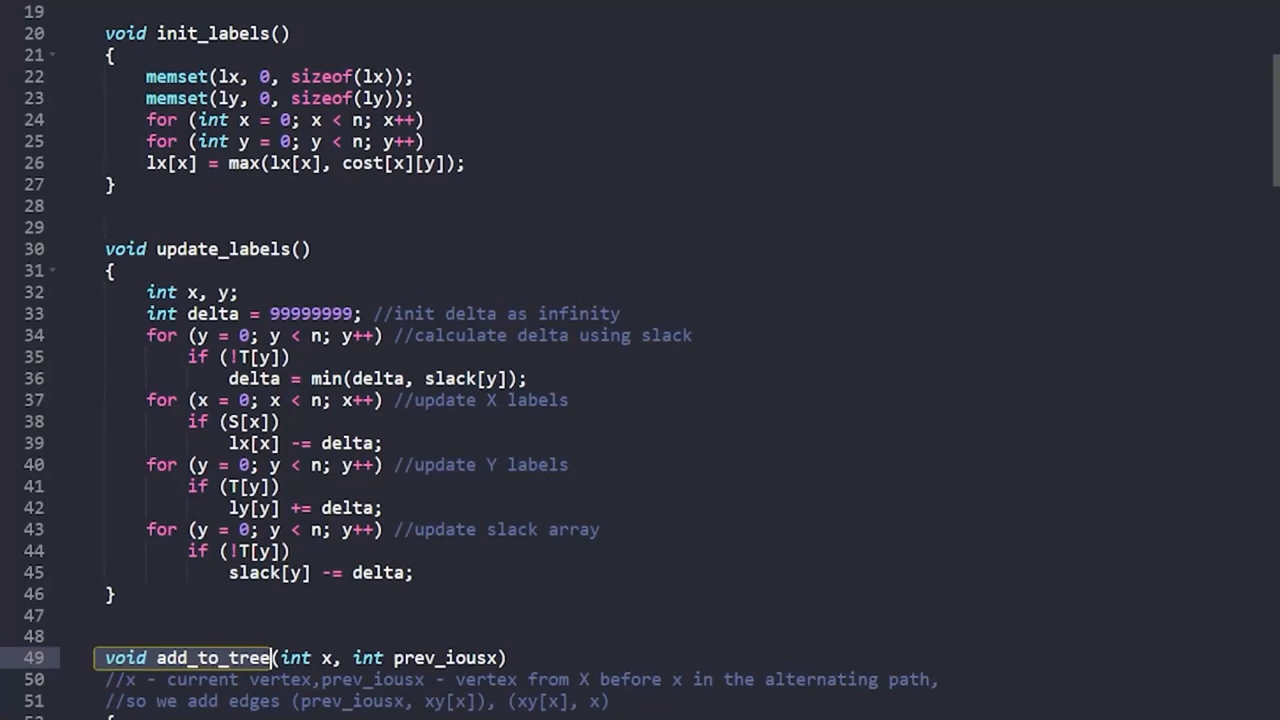 19
20 void init_labels()
21 {
22 memset(lx, 0, sizeof(lx));
23 memset(ly, 0, sizeof(ly));
24 for (int x = 0; x < n; x++)
25 for (int y = 0; y < n; y++)
26 lx[x] = max(lx[x], cost[x][y]);
27 }
28
29
30 void update_labels()
31 {
32 int x, y;
33 int delta = 99999999; //init delta as infinity
34 for (y = 0; y < n; y++) //calculate delta using slack
35 if (!T[y])
36 delta = min(delta, slack[y]);
37 for (x = 0; x < n; x++) //update X labels
38 if (S[x])
39 lx[x] -= delta;
40 for (y = 0; y < n; y++) //update Y labels
41 if (T[y])
42 ly[y] += delta;
43 for (y = 0; y < n; y++) //update slack array
44 if (!T[y])
45 slack[y] -= delta;
46 }
47
48
49 void add_to_tree(int x, int prev_iousx)
50 //x - current vertex,prev_iousx - vertex from X before x in the alternating path,
51 //so we add edges (prev_iousx, xy[x]), (xy[x], x)